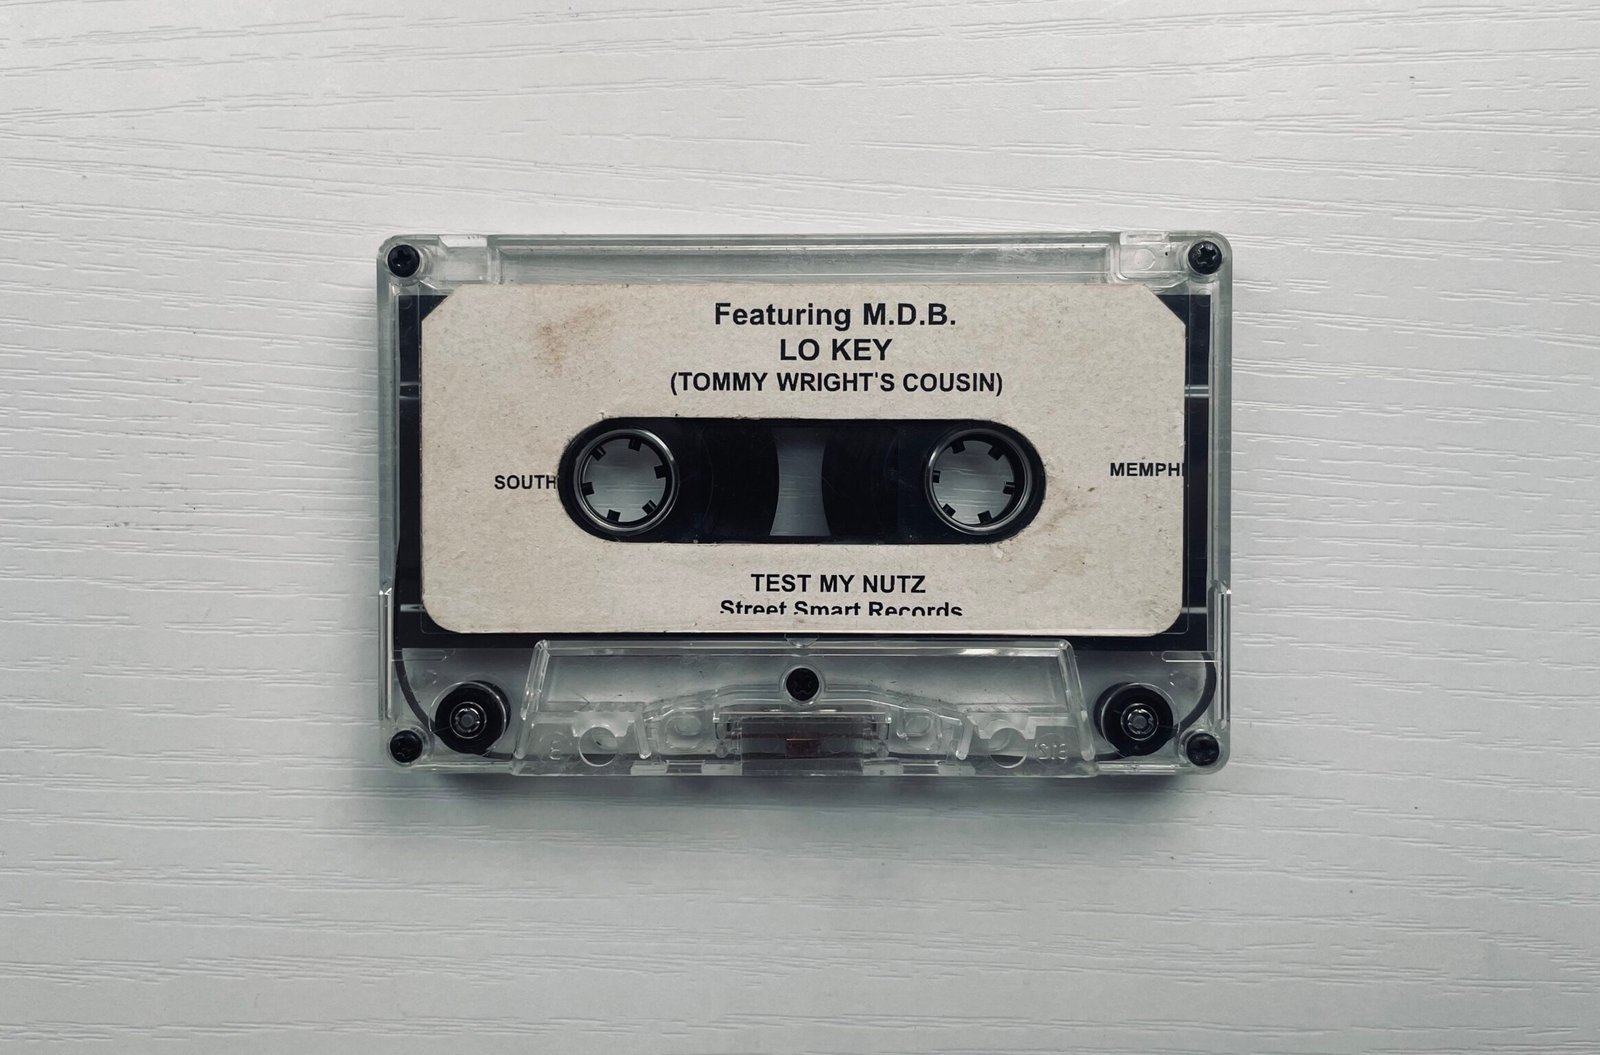 Featuring M.D.B.
LO KEY
(TOMMY WRIGHT'S COUSIN)
SOUTH
MEMPHI
TEST MY NUTZ
Street Smart Records